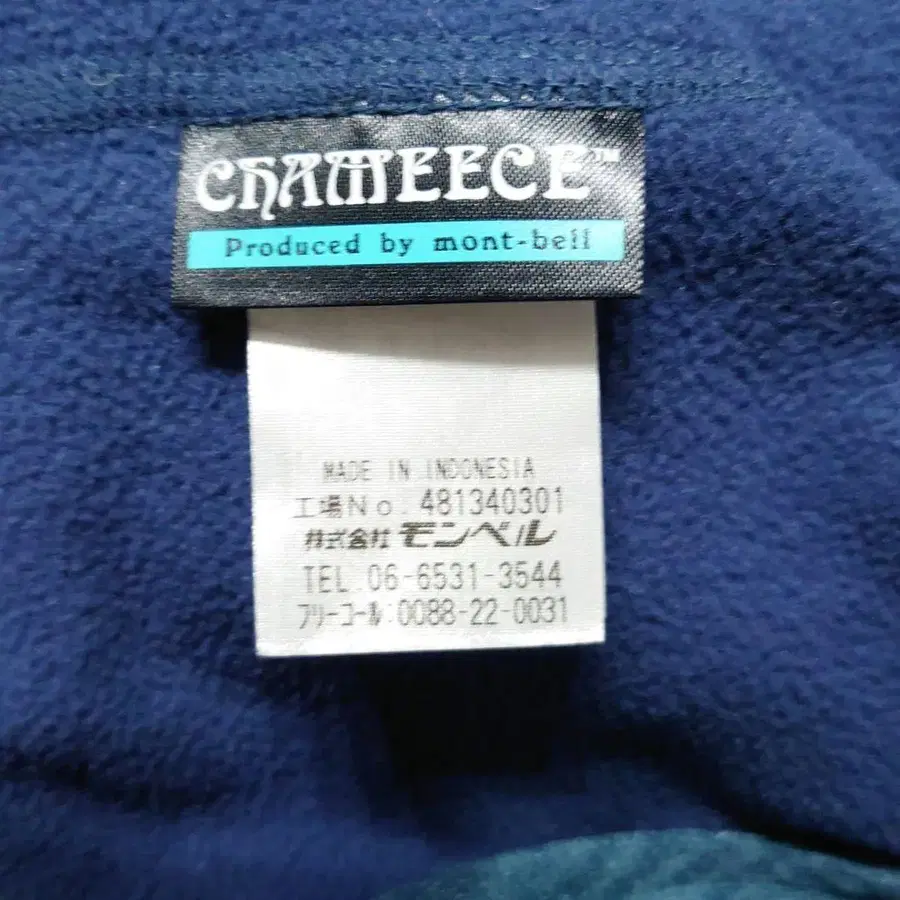 CHAMEECE™
Produced by mont-bell
MADE IN INDONESIA
工場No. 481340301
株式会社 モンベル
TEL.06-6531-3544
フリーコール:0088-22-0031